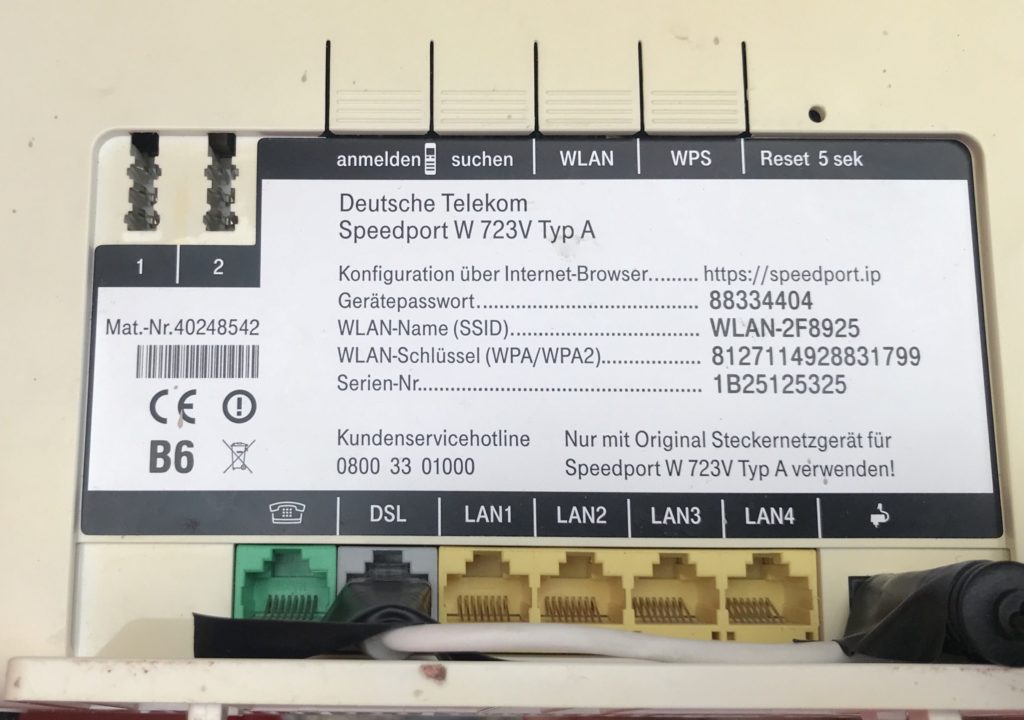 anmelden suchen WLAN WPS Reset 5 sek
Deutsche Telekom
Speedport W 723V Typ A
1 2
Konfiguration über Internet-Browser......... https://speedport.ip
Gerätepasswort........................................ 88334404
WLAN-Name (SSID)................................... WLAN-2F8925
WLAN-Schlüssel (WPA/WPA2).................. 8127114928831799
Serien-Nr.................................................... 1B25125325
Mat.-Nr.40248542
CE
B6
Kundenservicehotline
0800 33 01000
Nur mit Original Steckernetzgerät für
Speedport W 723V Typ A verwenden!
DSL LAN1 LAN2 LAN3 LAN4